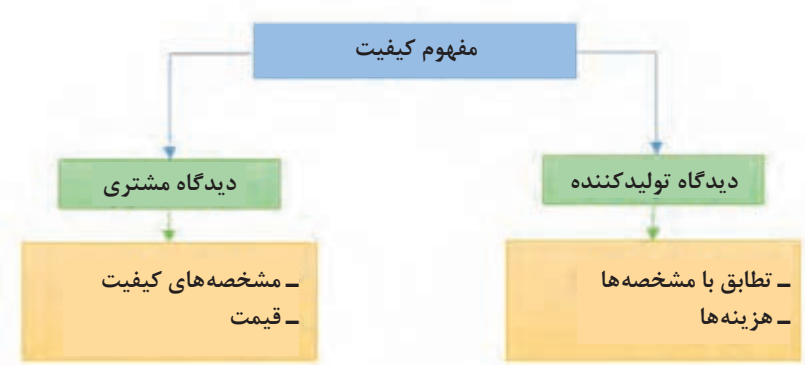 مفهوم کیفیت
دیدگاه تولیدکننده
ـ تطابق با مشخصه‌ها
ـ هزینه‌ها
دیدگاه مشتری
ـ مشخصه‌های کیفیت
ـ قیمت